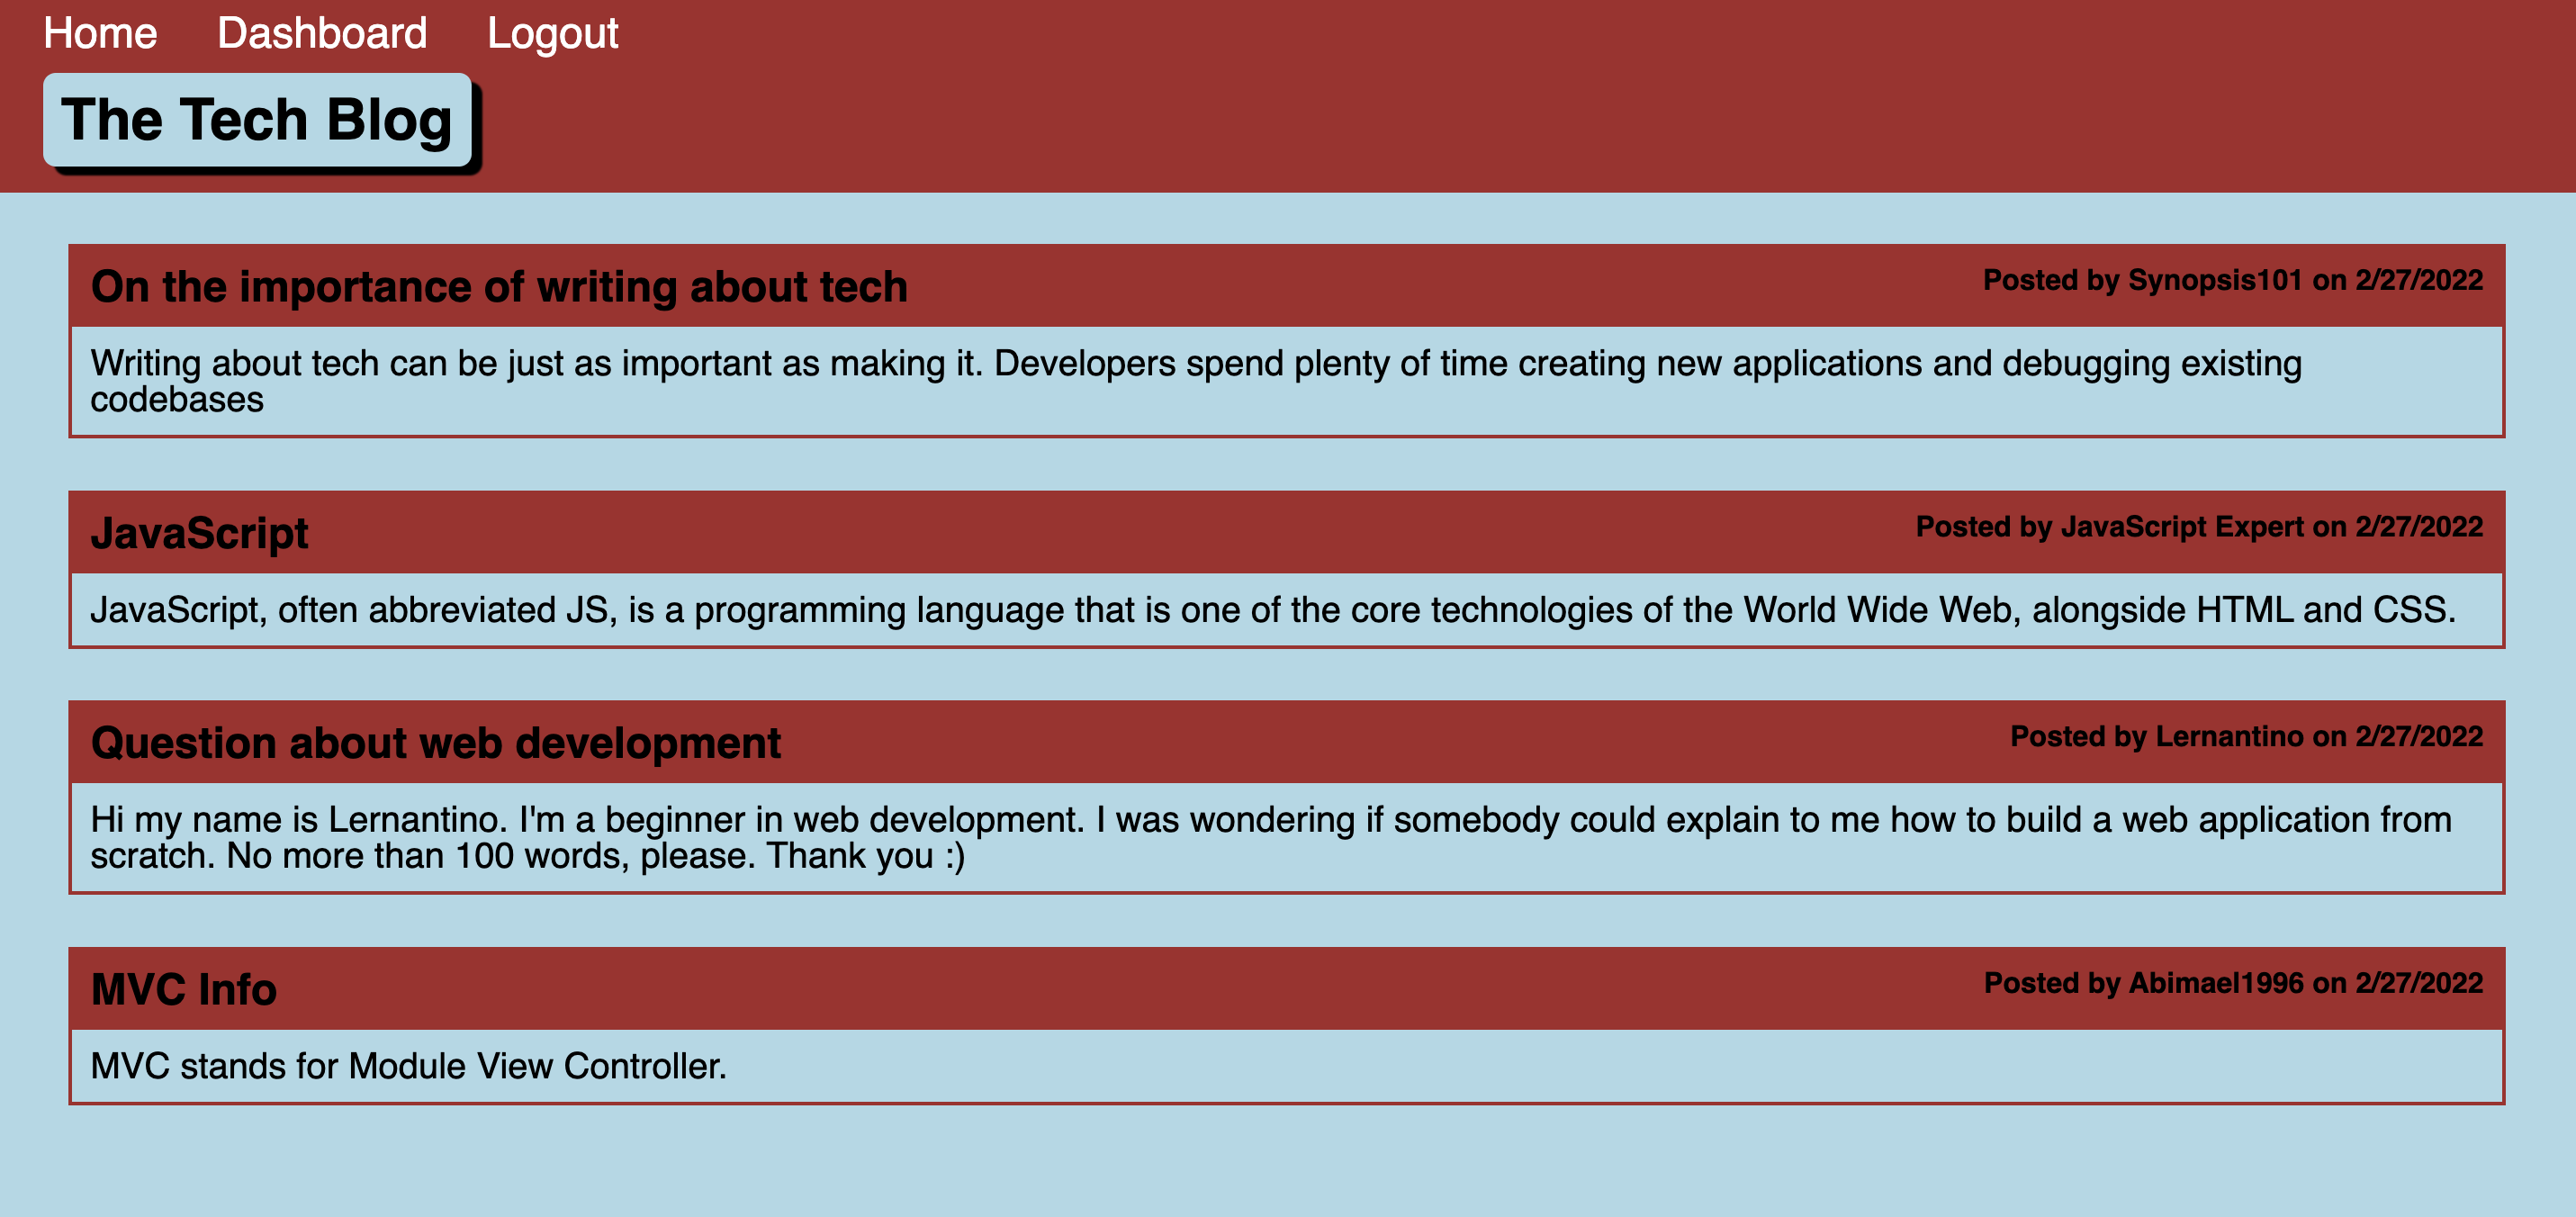 Home Dashboard Logout
The Tech Blog
On the importance of writing about tech
Posted by Synopsis101 on 2/27/2022
Writing about tech can be just as important as making it. Developers spend plenty of time creating new applications and debugging existing
codebases
JavaScript
Posted by JavaScript Expert on 2/27/2022
JavaScript, often abbreviated JS, is a programming language that is one of the core technologies of the World Wide Web, alongside HTML and CSS.
Question about web development
Posted by Lernantino on 2/27/2022
Hi my name is Lernantino. I'm a beginner in web development. I was wondering if somebody could explain to me how to build a web application from
scratch. No more than 100 words, please. Thank you :)
MVC Info
Posted by Abimael1996 on 2/27/2022
MVC stands for Module View Controller.